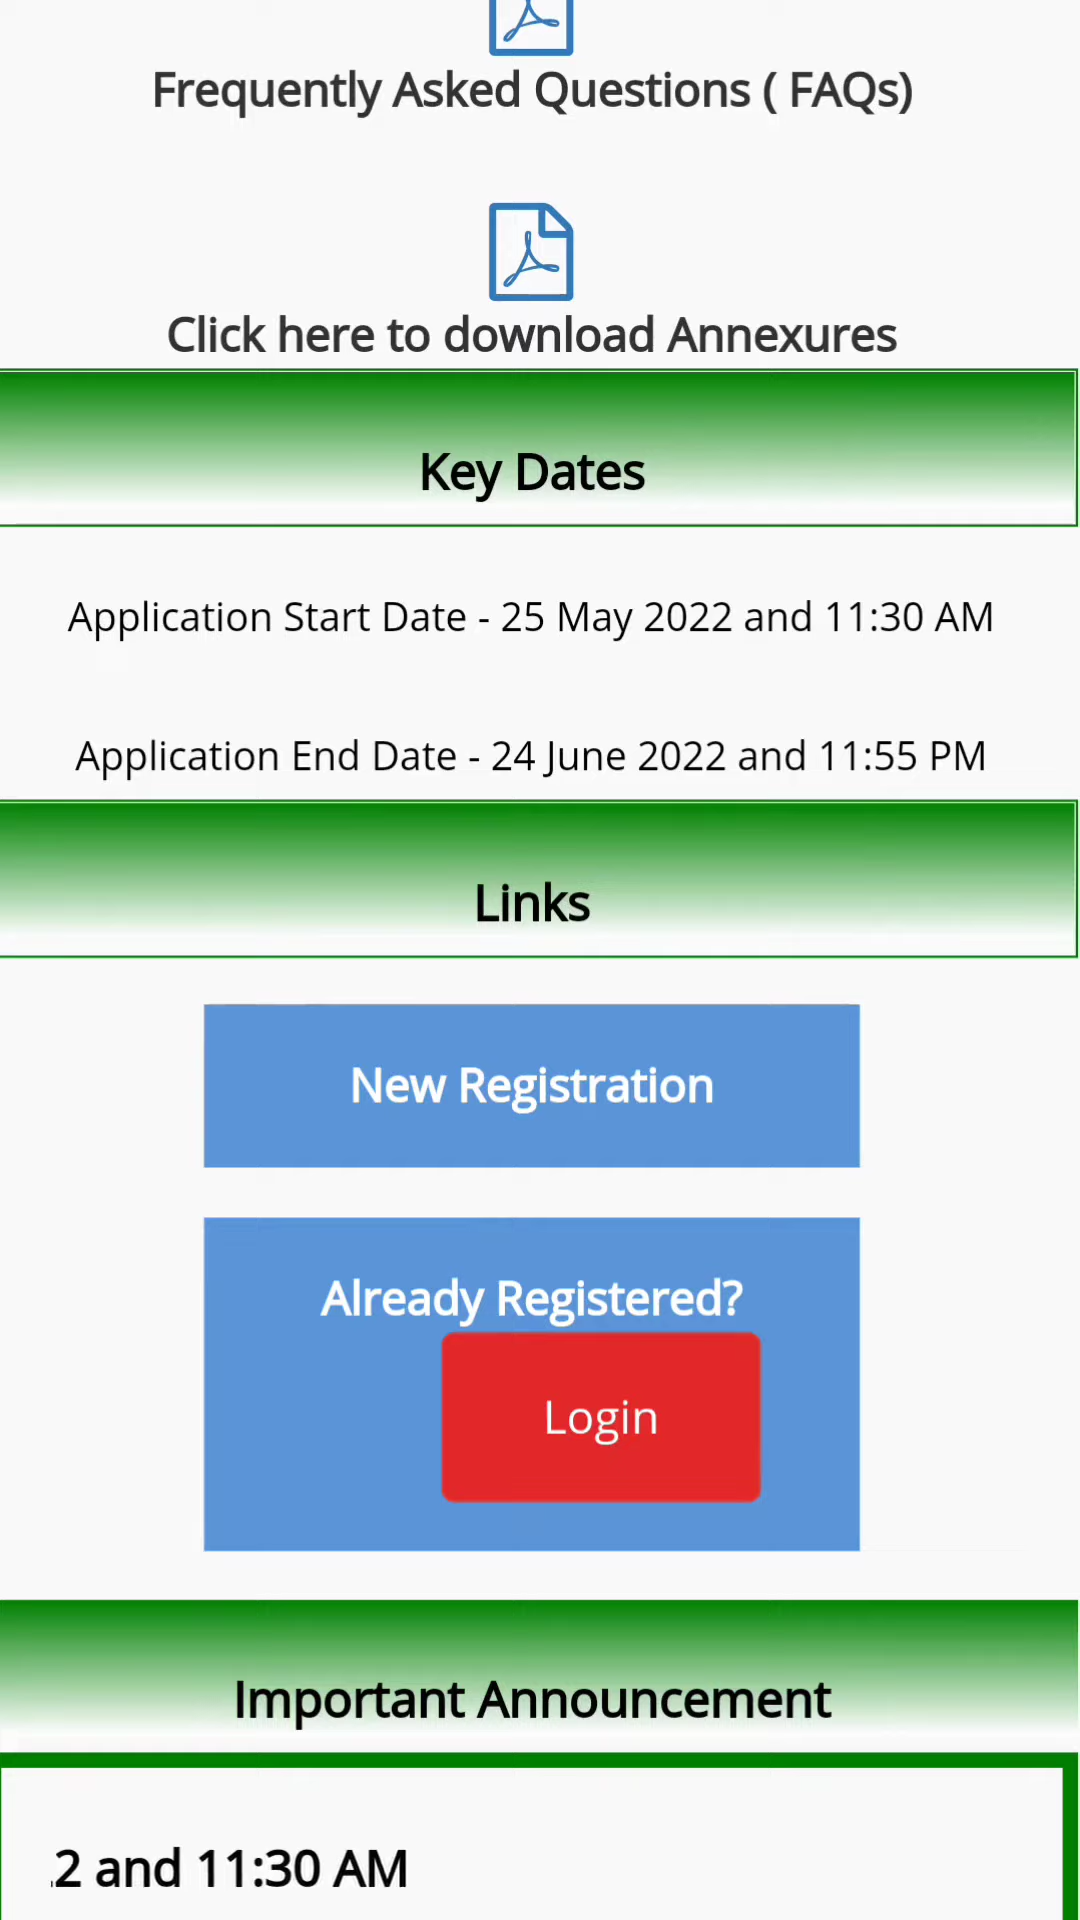 Frequently Asked Questions ( FAQs)
Click here to download Annexures
Key Dates
Application Start Date - 25 May 2022 and 11:30 AM
Application End Date - 24 June 2022 and 11:55 PM
Links
New Registration
Already Registered?
Login
Important Announcement
2 and 11:30 AM